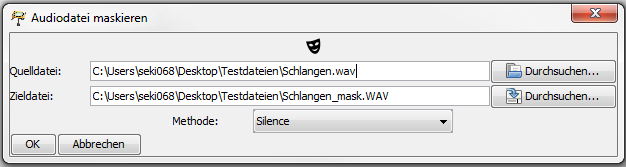 Audiodatei maskieren
Quelldatei: C:\Users\seki068\Desktop\Testdateien\Schlangen.wav Durchsuchen...
Zieldatei: C:\Users\seki068\Desktop\Testdateien\Schlangen_mask.WAV Durchsuchen...
Methode: Silence
OK Abbrechen